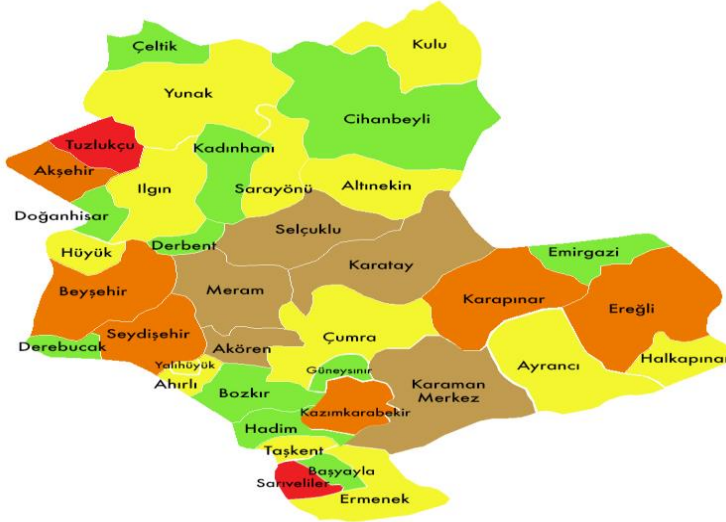 Çeltik
Kulu
Yunak
Cihanbeyli
Tuzlukçu
Kadınhanı
Akşehir
Ilgın
Sarayönü
Altınekin
Doğanhisar
Selçuklu
Derbent
Hüyük
Karatay
Emirgazi
Beyşehir
Meram
Karapınar
Ereğli
Seydişehir
Çumra
Derebucak
Akören
Halkapınar
Yalıhüyük
Güneysınır
Ayrancı
Ahırlı
Bozkır
Karaman
Merkez
Kazımkarabekir
Hadim
Taşkent
Başyayla
Sarıveliler
Ermenek